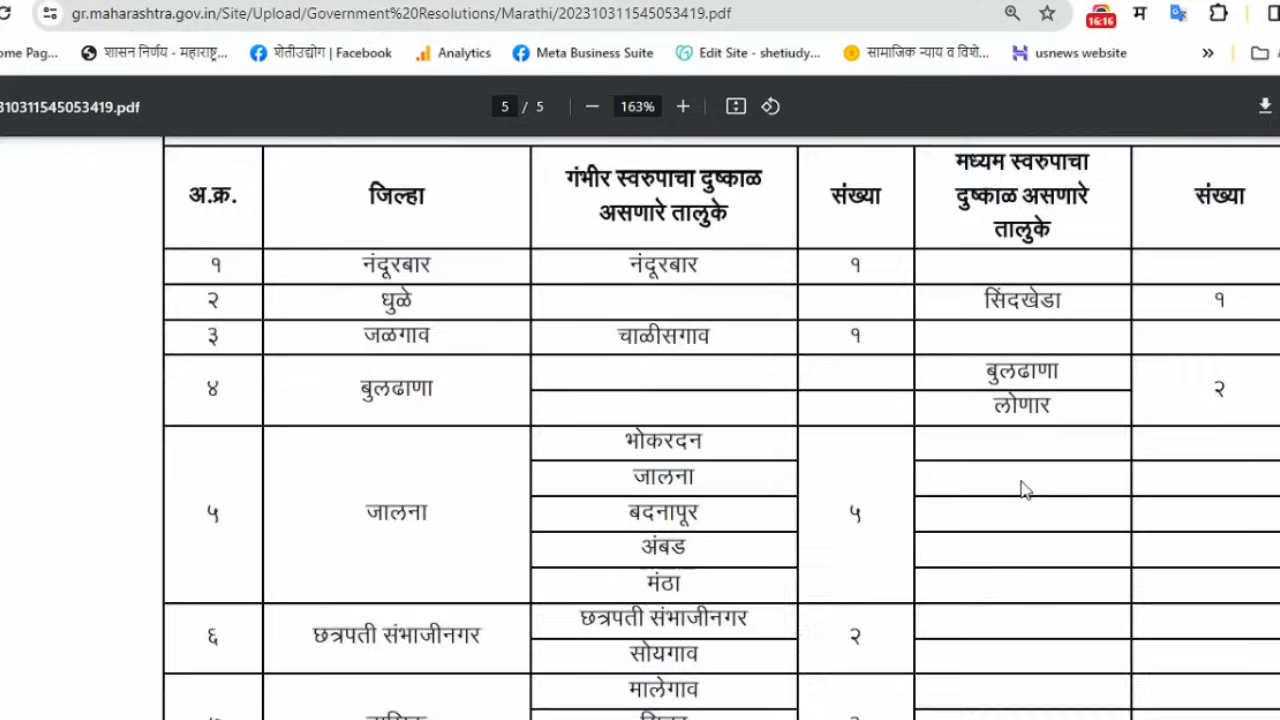 gr.maharashtra.gov.in/Site/Upload/Government%20Resolutions/Marathi/202310311545053419.pdf
16:16 म
ome Pag... शासन निर्णय - महाराष्ट्र... शेतीउद्योग | Facebook Analytics Meta Business Suite Edit Site - shetiudy... सामाजिक न्याय व विशे... usnews website »
310311545053419.pdf 5 / 5 163%
अ.क्र. जिल्हा गंभीर स्वरुपाचा दुष्काळ असणारे तालुके संख्या मध्यम स्वरुपाचा दुष्काळ असणारे तालुके संख्या
१ नंदूरबार नंदूरबार १
२ धुळे सिंदखेडा १
३ जळगाव चाळीसगाव १
४ बुलढाणा बुलढाणा २
लोणार
५ जालना भोकरदन ५
जालना
बदनापूर
अंबड
मंठा
६ छत्रपती संभाजीनगर छत्रपती संभाजीनगर २
सोयगाव
मालेगाव